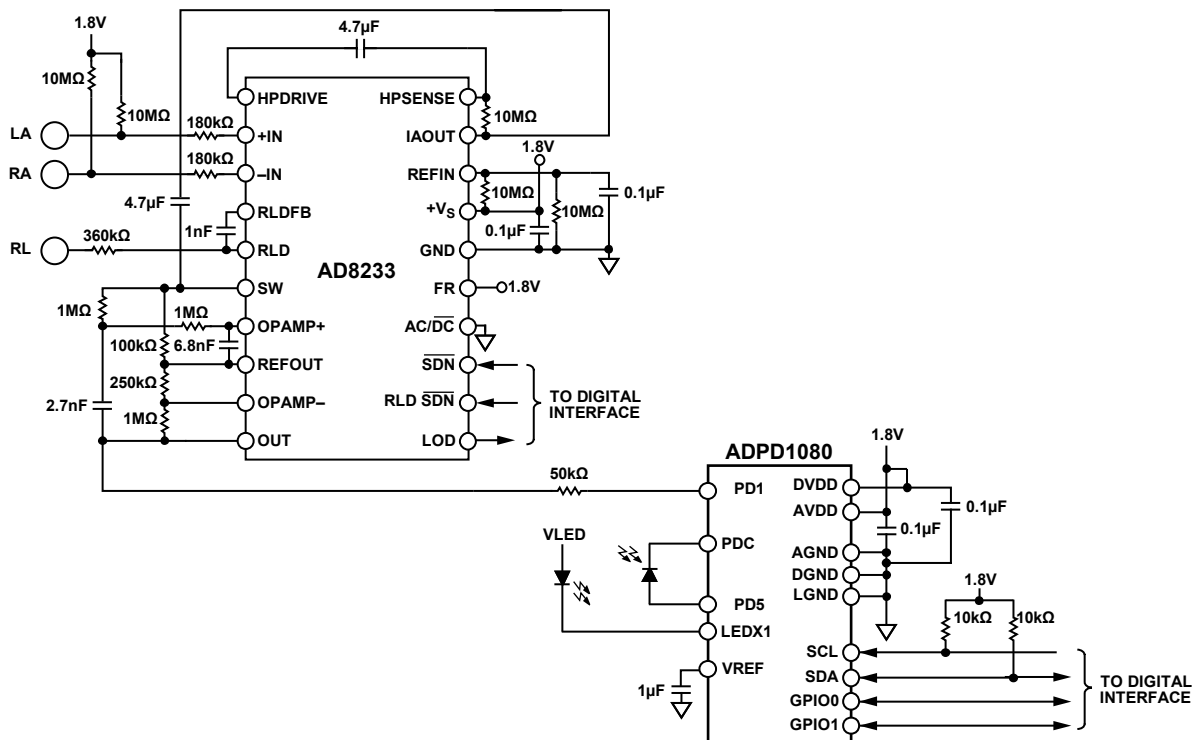 1.8V
4.7µF
10MΩ
10MΩ
HPDRIVE
HPSENSE
10MΩ
LA
180kΩ
+IN
IAOUT
1.8V
RA
180kΩ
–IN
REFIN
10MΩ
0.1µF
4.7µF
RLDFB
+VS
10MΩ
1nF
0.1µF
RL
360kΩ
RLD
GND
AD8233
SW
FR
1.8V
1MΩ
1MΩ
OPAMP+
AC/DC
100kΩ
6.8nF
REFOUT
SDN
250kΩ
TO DIGITAL
INTERFACE
2.7nF
OPAMP–
RLD SDN
1MΩ
OUT
LOD
1.8V
ADPD1080
50kΩ
PD1
DVDD
0.1µF
AVDD
0.1µF
VLED
PDC
AGND
DGND
1.8V
PD5
LGND
10kΩ
10kΩ
LEDX1
SCL
VREF
SDA
TO DIGITAL
INTERFACE
1µF
GPIO0
GPIO1